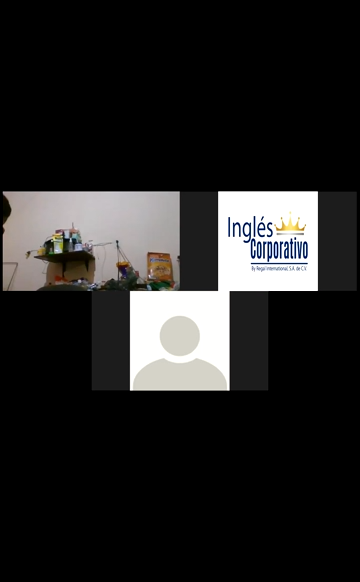 Inglés
Corporativo
By Regal International, S.A. de C.V.